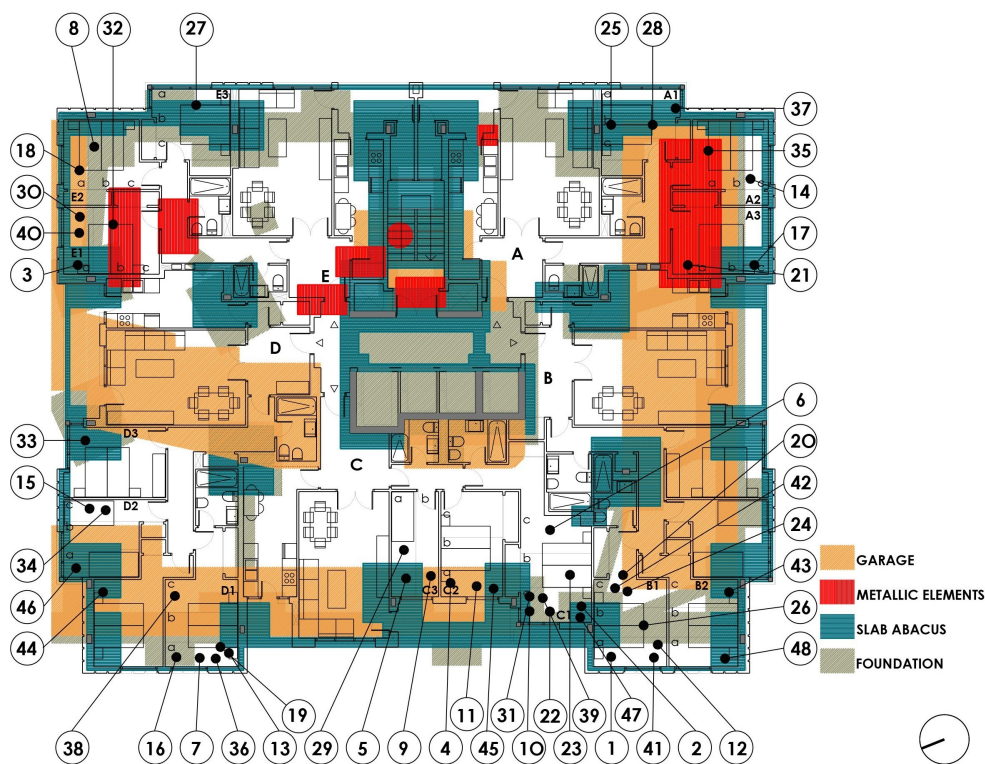 8 32 27 25 28
E3 A1
37
18 35
a a b c a b c
30 E2 14
A2
40 A3
E1 17
3 a b c A 21
E
D
B
6
33 D3 C 20
15 D2 42
a b 24
34 GARAGE
D1 C3 C2 B1 B2 43 METALLIC ELEMENTS
46 C1 26 SLAB ABACUS
44 48 FOUNDATION
19 11 31 22 39 47
38 16 7 36 13 29 5 9 4 45 10 23 1 41 2 12